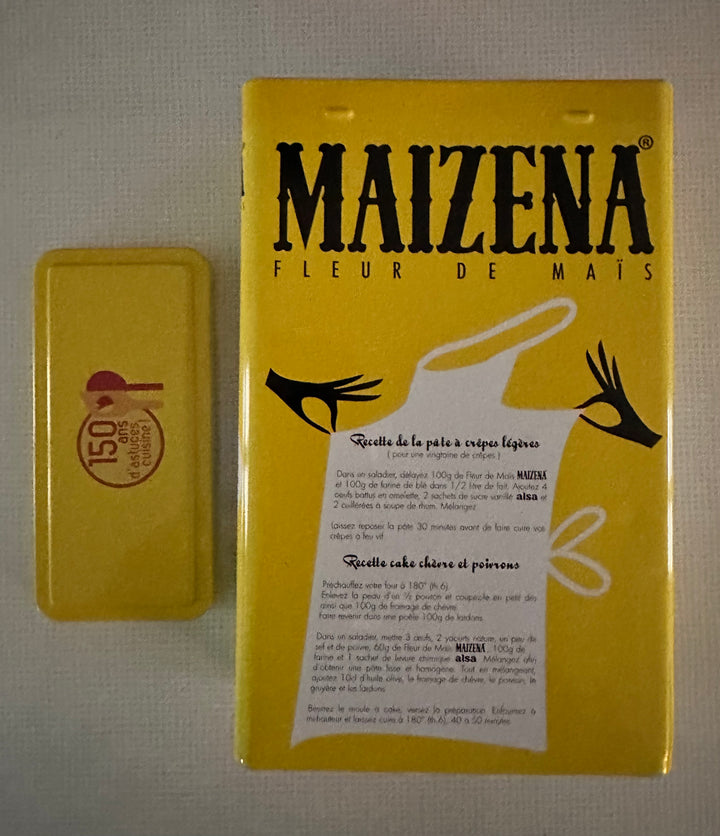 MAIZENA®
FLEUR DE MAÏS
Recette de la pâte à crêpes légères
( pour une vingtaine de crêpes )
Dans un saladier, délayez 100g de Fleur de Maïs MAIZENA
et 100g de farine de blé dans 1/2 litre de lait. Ajoutez 4
oeufs battus en omelette, 2 sachets de sucre vanillé alsa et
2 cuillerées à soupe de rhum. Mélangez.
Laissez reposer la pâte 30 minutes avant de faire cuire vos
crêpes à feu vif.
Recette cake chèvre et poivrons
Préchauffez votre four à 180° (th.6).
Enlevez la peau d'un ½ poivron et coupez-le en petit dés
ainsi que 100g de fromage de chèvre.
Faire revenir dans une poêle 100g de lardons.
Dans un saladier, mettre 3 œufs, 2 yaourts nature, un peu de
sel et de poivre, 60g de Fleur de Maïs MAIZENA, 100g de
farine et 1 sachet de levure chimique alsa. Mélangez afin
d'obtenir une pâte lisse et homogène. Tout en mélangeant,
ajoutez 10cl d'huile olive, le fromage de chèvre, le poivron, le
gruyère et les lardons.
Beurrez le moule à cake, versez la préparation. Enfournez à
mi-hauteur et laissez cuire à 180° (th.6), 40 à 50 minutes.
150
ans
d'astuces
cuisine !